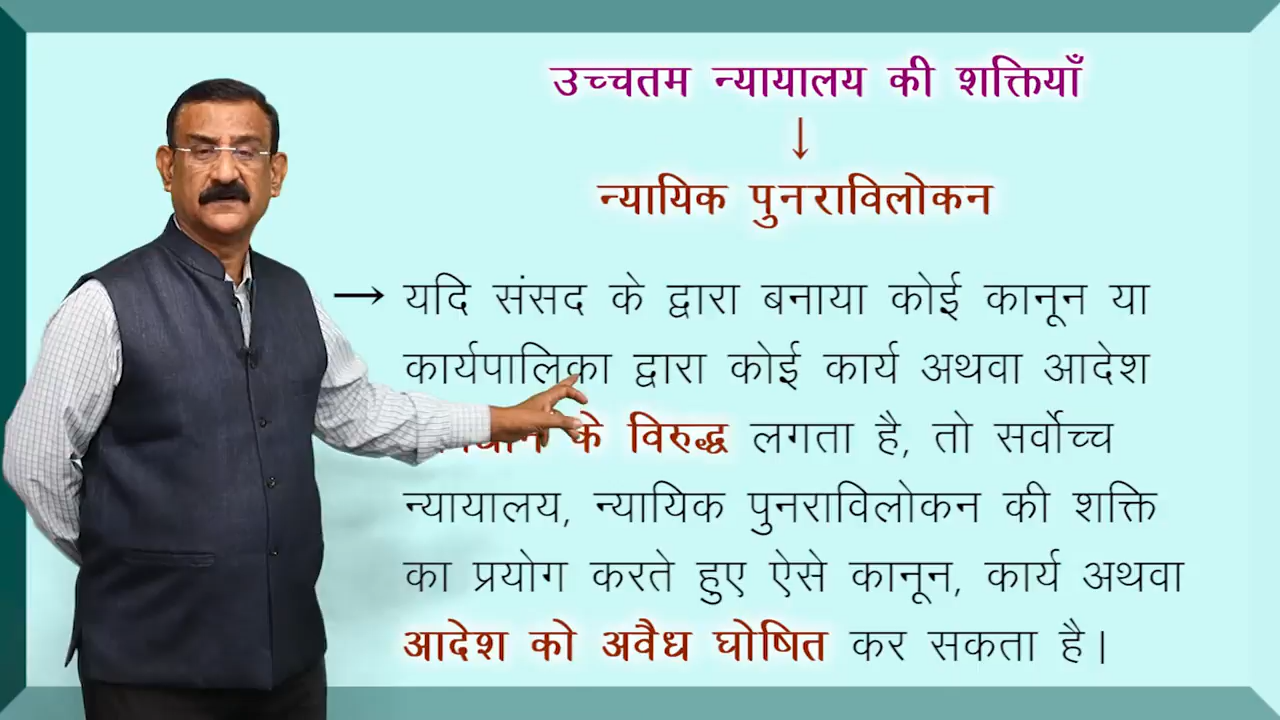 उच्चतम न्यायालय की शक्तियाँ
↓
न्यायिक पुनराविलोकन
→ यदि संसद के द्वारा बनाया कोई कानून या
कार्यपालिका द्वारा कोई कार्य अथवा आदेश
के विरुद्ध लगता है, तो सर्वोच्च
न्यायालय, न्यायिक पुनराविलोकन की शक्ति
का प्रयोग करते हुए ऐसे कानून, कार्य अथवा
आदेश को अवैध घोषित कर सकता है।